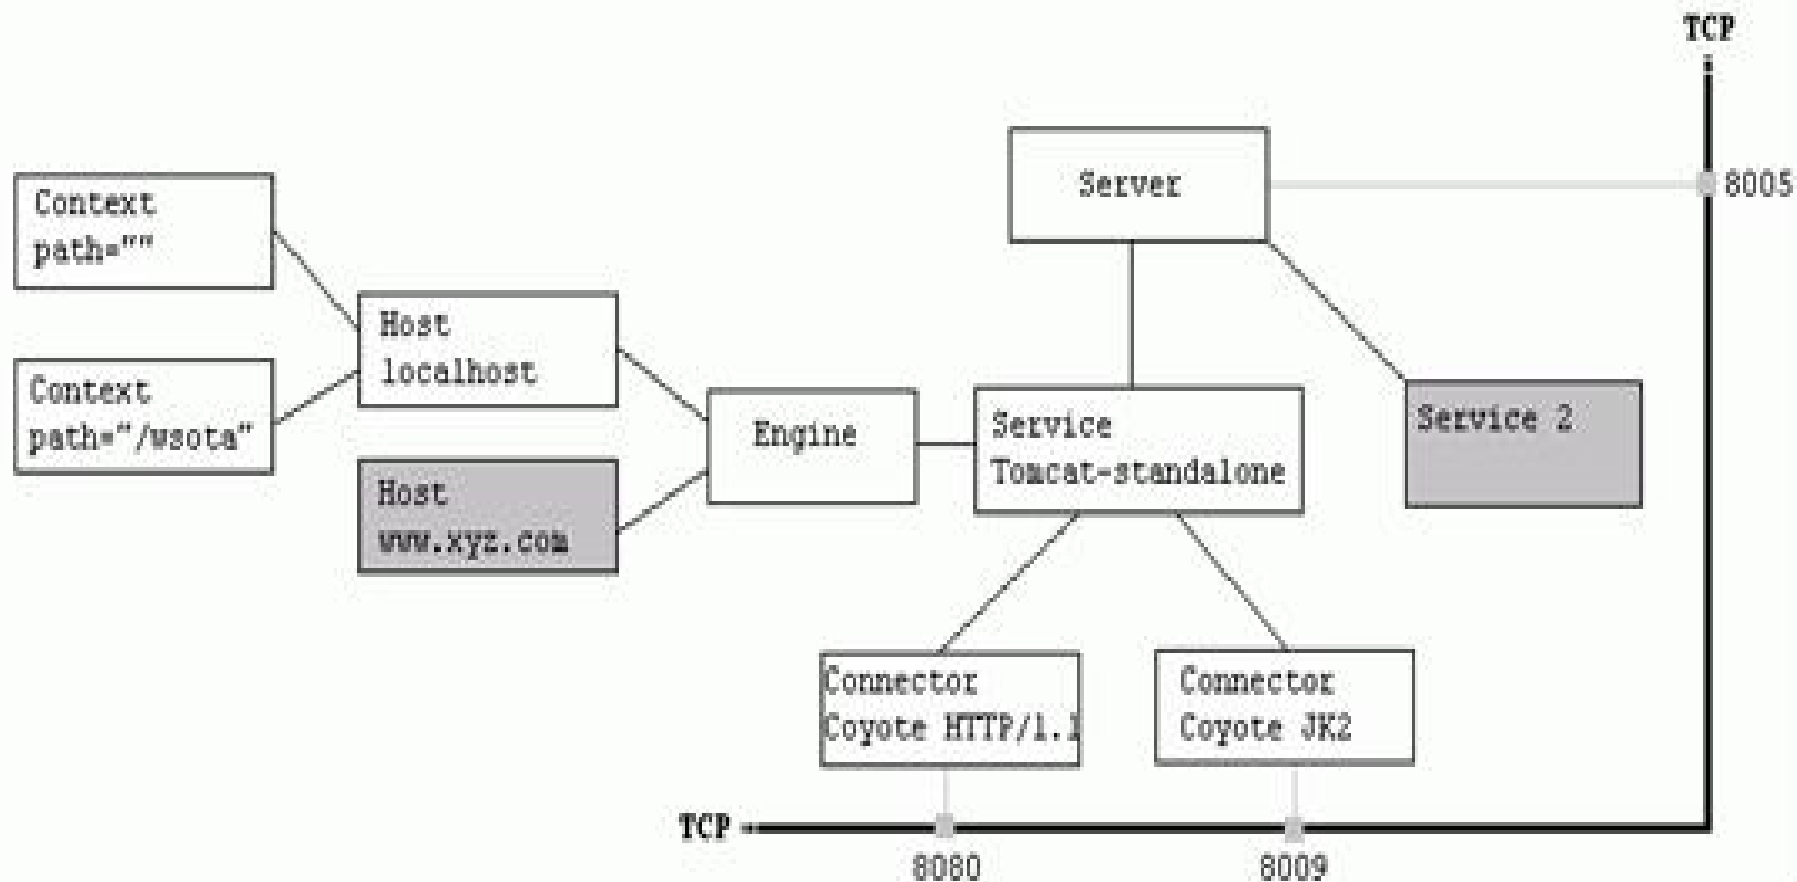 TCP
Server
8005
Context
path=""
Host
localhost
Context
path="/wsota"
Engine
Service
Tomcat-standalone
Service 2
Host
www.xyz.com
Connector
Coyote HTTP/1.1
Connector
Coyote JK2
TCP
8080
8009